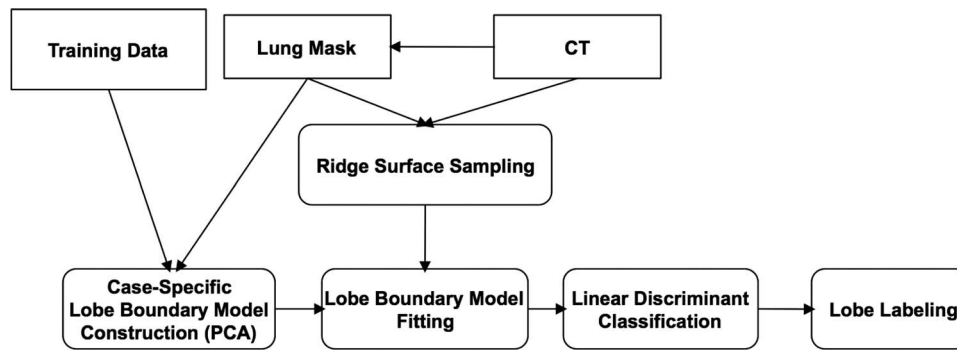 Training Data
Lung Mask
CT
Ridge Surface Sampling
Case-Specific
Lobe Boundary Model
Construction (PCA)
Lobe Boundary Model
Fitting
Linear Discriminant
Classification
Lobe Labeling